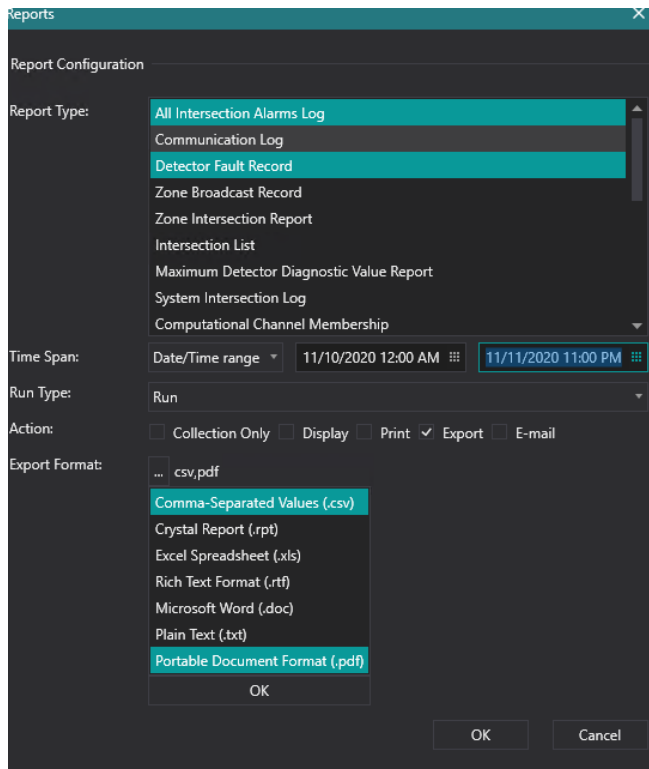 Reports
Report Configuration
Report Type:
All Intersection Alarms Log
Communication Log
Detector Fault Record
Zone Broadcast Record
Zone Intersection Report
Intersection List
Maximum Detector Diagnostic Value Report
System Intersection Log
Computational Channel Membership
Time Span: Date/Time range 11/10/2020 12:00 AM 11/11/2020 11:00 PM
Run Type: Run
Action: Collection Only Display Print Export E-mail
Export Format: ... csv,pdf
Comma-Separated Values (.csv)
Crystal Report (.rpt)
Excel Spreadsheet (.xls)
Rich Text Format (.rtf)
Microsoft Word (.doc)
Plain Text (.txt)
Portable Document Format (.pdf)
OK
OK Cancel